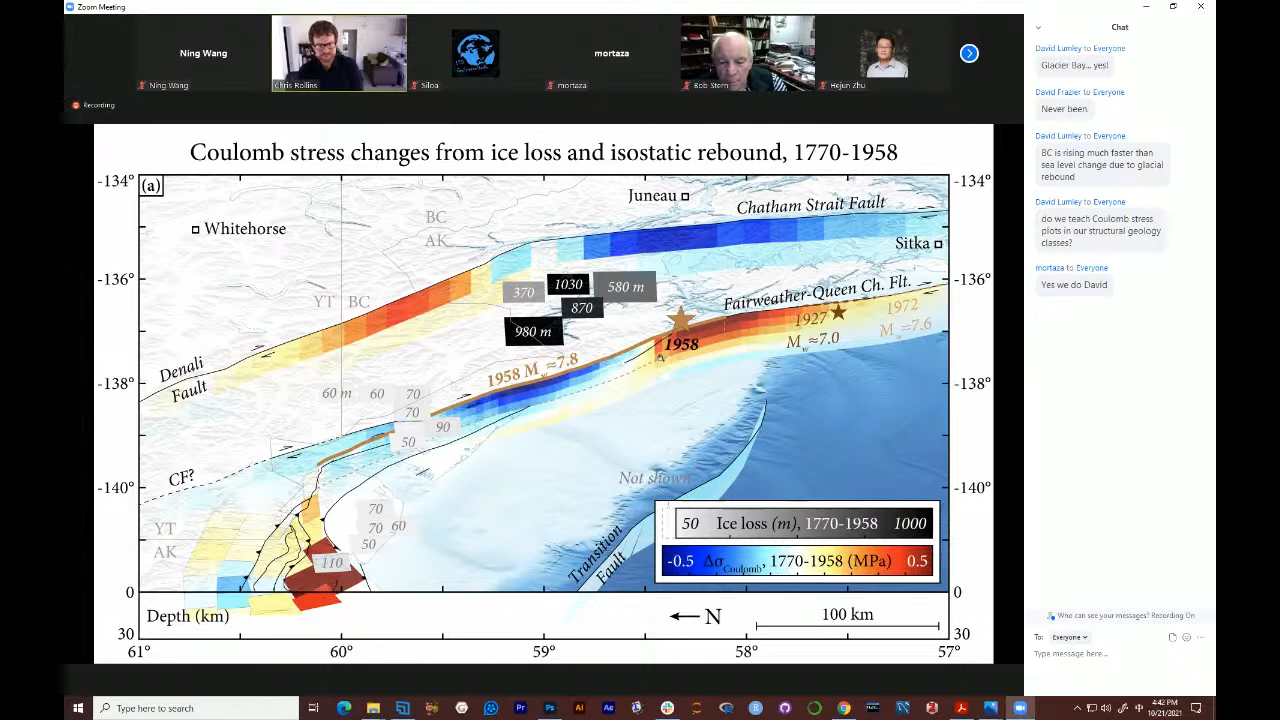 Zoom Meeting
Ning Wang
mortaza
Ning Wang
Chris Rollins
Siloa
mortaza
Bob Stern
Hejun Zhu
Recording
Coulomb stress changes from ice loss and isostatic rebound, 1770-1958
-134°
(a)
Juneau
Chatham Strait Fault
-134°
Whitehorse
BC
AK
Sitka
-136°
370
1030
580 m
870
980 m
YT
BC
Fairweather-Queen Ch. Flt.
-136°
1927
Mw≈7.0
1972
Mw≈7.6
1958
1958 Mw≈7.8
Denali
Fault
-138°
60 m
60
70
70
90
50
-138°
CF?
-140°
Not shown
-140°
YT
AK
70
70
60
50
110
Transition
Fault
50 Ice loss (m), 1770-1958 1000
-0.5 ΔσCoulomb, 1770-1958 (MPa) 0.5
0
0
Depth (km)
N
100 km
30
30
61°
60°
59°
58°
57°
Chat
David Lumley to Everyone
Glacier Bay... yes!
David Frazier to Everyone
Never been.
David Lumley to Everyone
BC is rising much faster than
sea level change due to glacial
rebound
David Lumley to Everyone
do we teach Coulomb stress
plots in our structural geology
classes?
mortaza to Everyone
Yes we do David
Who can see your messages? Recording On
To: Everyone
Type message here...
Type here to search
4:42 PM
10/21/2021